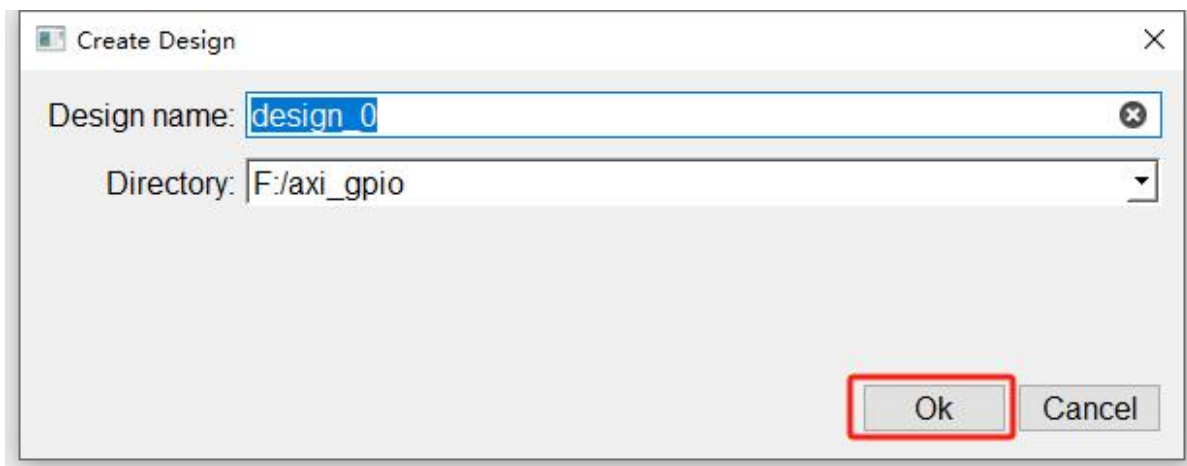 Create Design
Design name: design_0
Directory: F:/axi_gpio
Ok Cancel